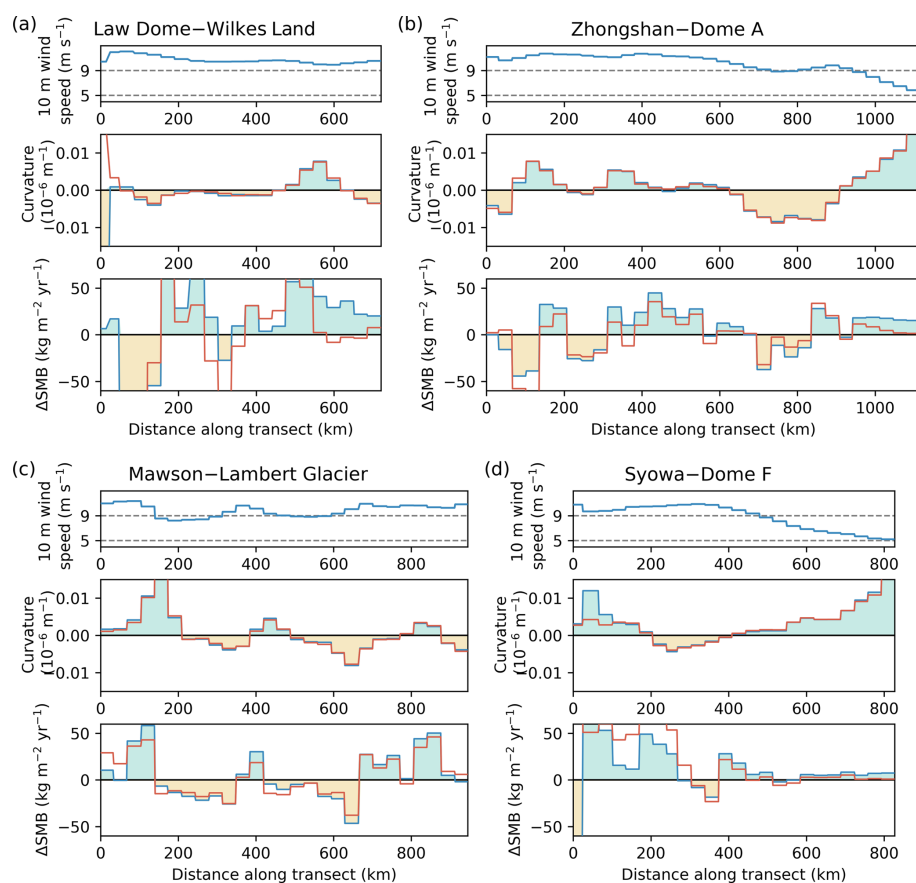 (a) Law Dome−Wilkes Land
10 m wind
speed (m s⁻¹)
9
5
0 200 400 600
Curvature
(10⁻⁶ m⁻¹)
0.01
0.00
−0.01
0 200 400 600
ΔSMB (kg m⁻² yr⁻¹)
50
0
−50
0 200 400 600
Distance along transect (km)
(b) Zhongshan−Dome A
10 m wind
speed (m s⁻¹)
9
5
0 200 400 600 800 1000
Curvature
(10⁻⁶ m⁻¹)
0.01
0.00
−0.01
0 200 400 600 800 1000
ΔSMB (kg m⁻² yr⁻¹)
50
0
−50
0 200 400 600 800 1000
Distance along transect (km)
(c) Mawson−Lambert Glacier
10 m wind
speed (m s⁻¹)
9
5
0 200 400 600 800
Curvature
(10⁻⁶ m⁻¹)
0.01
0.00
−0.01
0 200 400 600 800
ΔSMB (kg m⁻² yr⁻¹)
50
0
−50
0 200 400 600 800
Distance along transect (km)
(d) Syowa−Dome F
10 m wind
speed (m s⁻¹)
9
5
0 200 400 600 800
Curvature
(10⁻⁶ m⁻¹)
0.01
0.00
−0.01
0 200 400 600 800
ΔSMB (kg m⁻² yr⁻¹)
50
0
−50
0 200 400 600 800
Distance along transect (km)